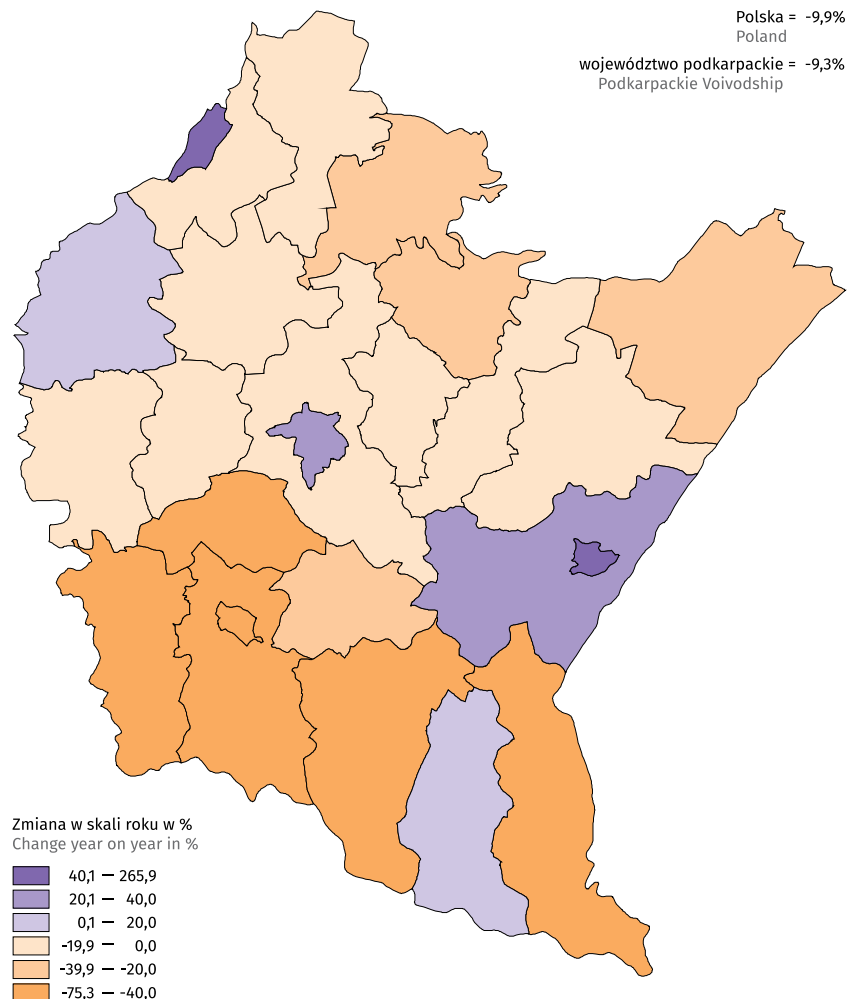 Polska = -9,9%
Poland
województwo podkarpackie = -9,3%
Podkarpackie Voivodship
Zmiana w skali roku w %
Change year on year in %
40,1 — 265,9
20,1 — 40,0
0,1 — 20,0
-19,9 — 0,0
-39,9 — -20,0
-75,3 — -40,0